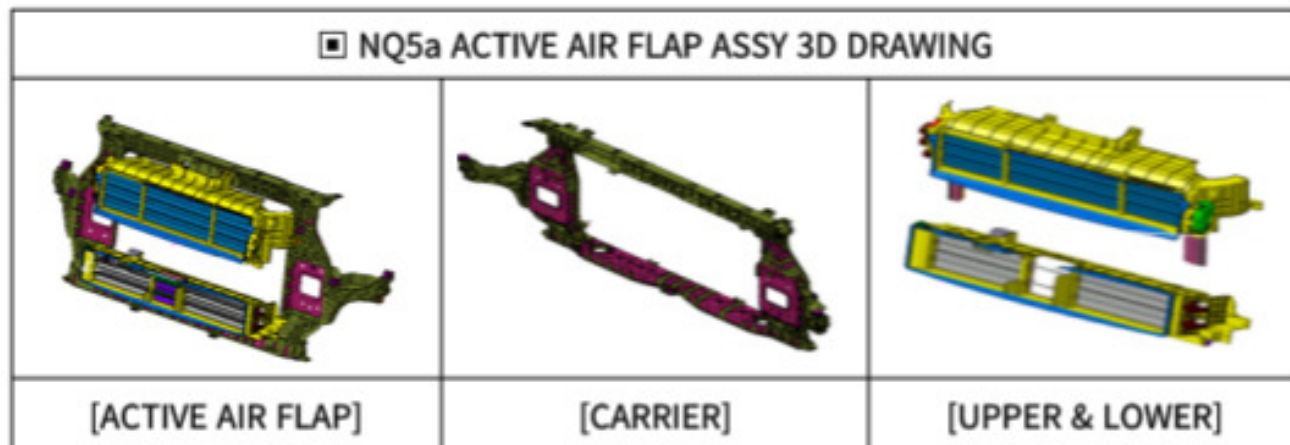 ▣ NQ5a ACTIVE AIR FLAP ASSY 3D DRAWING
[ACTIVE AIR FLAP]
[CARRIER]
[UPPER & LOWER]